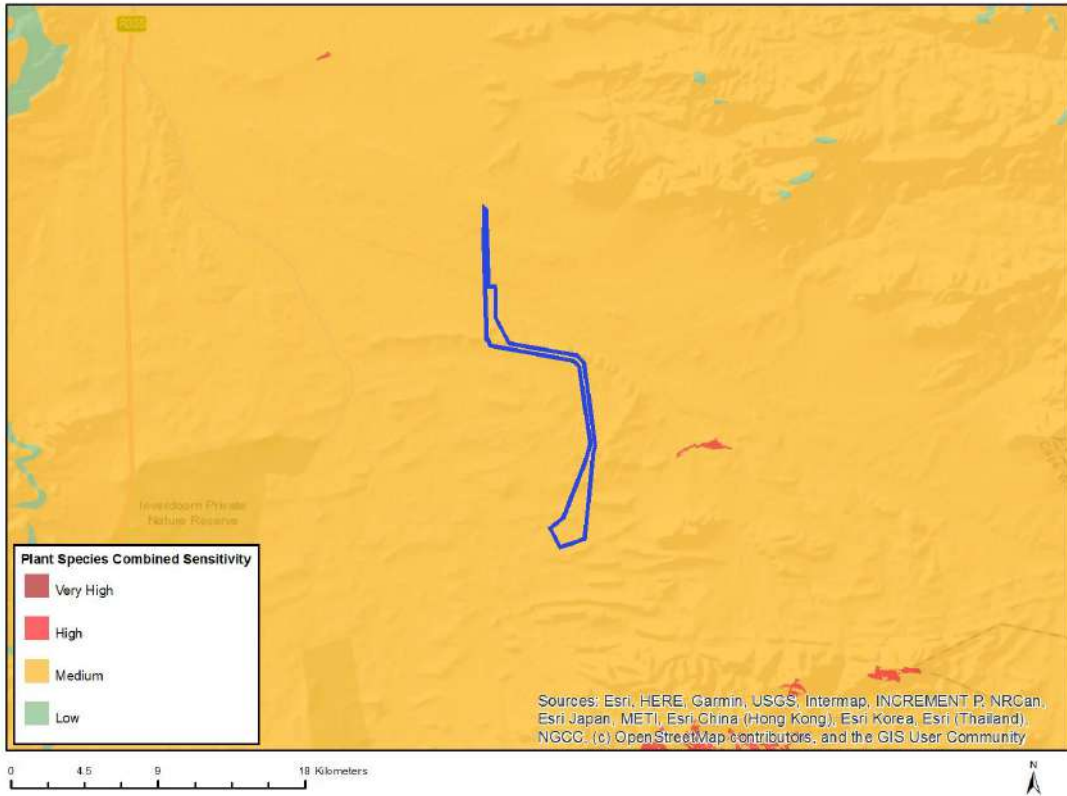 R355
Inverdoorn Private
Nature Reserve
Plant Species Combined Sensitivity
Very High
High
Medium
Low
Sources: Esri, HERE, Garmin, USGS, Intermap, INCREMENT P, NRCan,
Esri Japan, METI, Esri China (Hong Kong), Esri Korea, Esri (Thailand),
NGCC, (c) OpenStreetMap contributors, and the GIS User Community
0 4.5 9 18 Kilometers
N